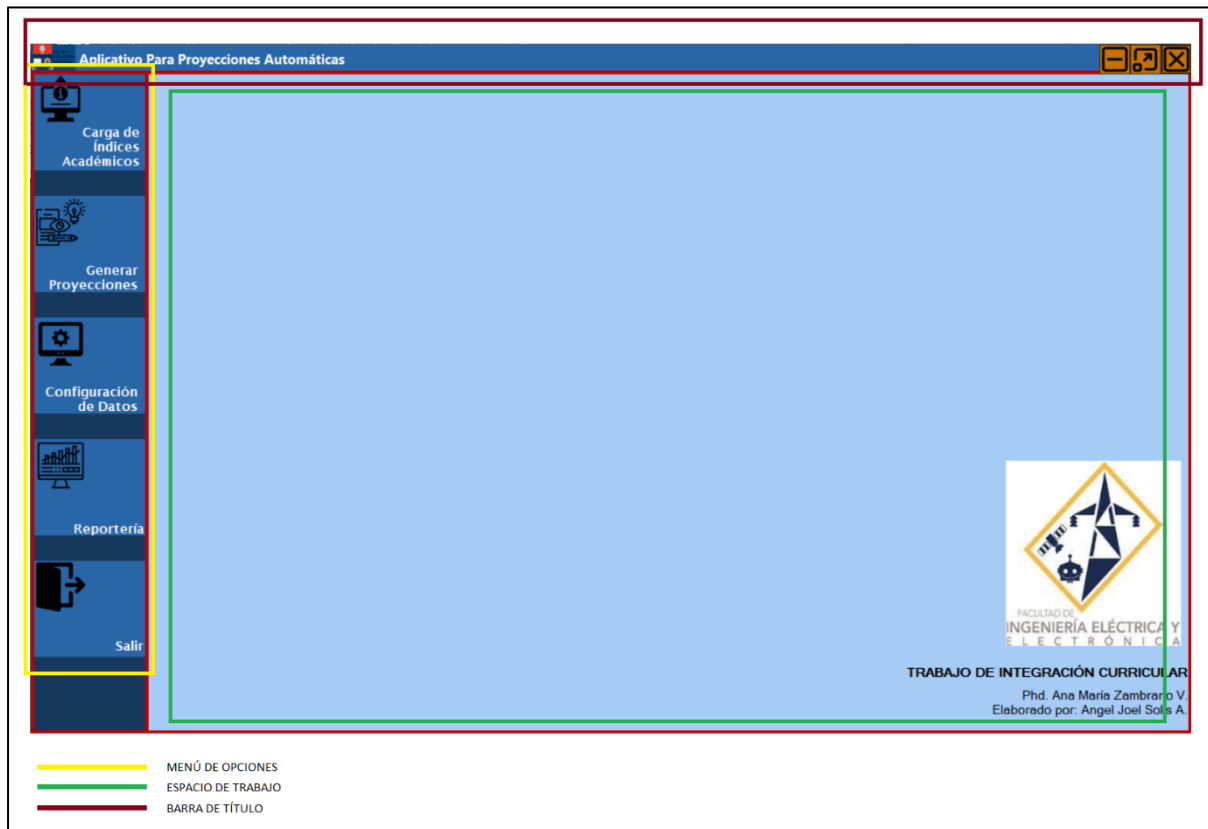 Aplicativo Para Proyecciones Automáticas
Carga de
Índices
Académicos
Generar
Proyecciones
Configuración
de Datos
Reportería
Salir
FACULTAD DE
INGENIERÍA ELÉCTRICA Y
ELECTRÓNICA
TRABAJO DE INTEGRACIÓN CURRICULAR
Phd. Ana María Zambrano V.
Elaborado por: Angel Joel Solis A.
MENÚ DE OPCIONES
ESPACIO DE TRABAJO
BARRA DE TÍTULO